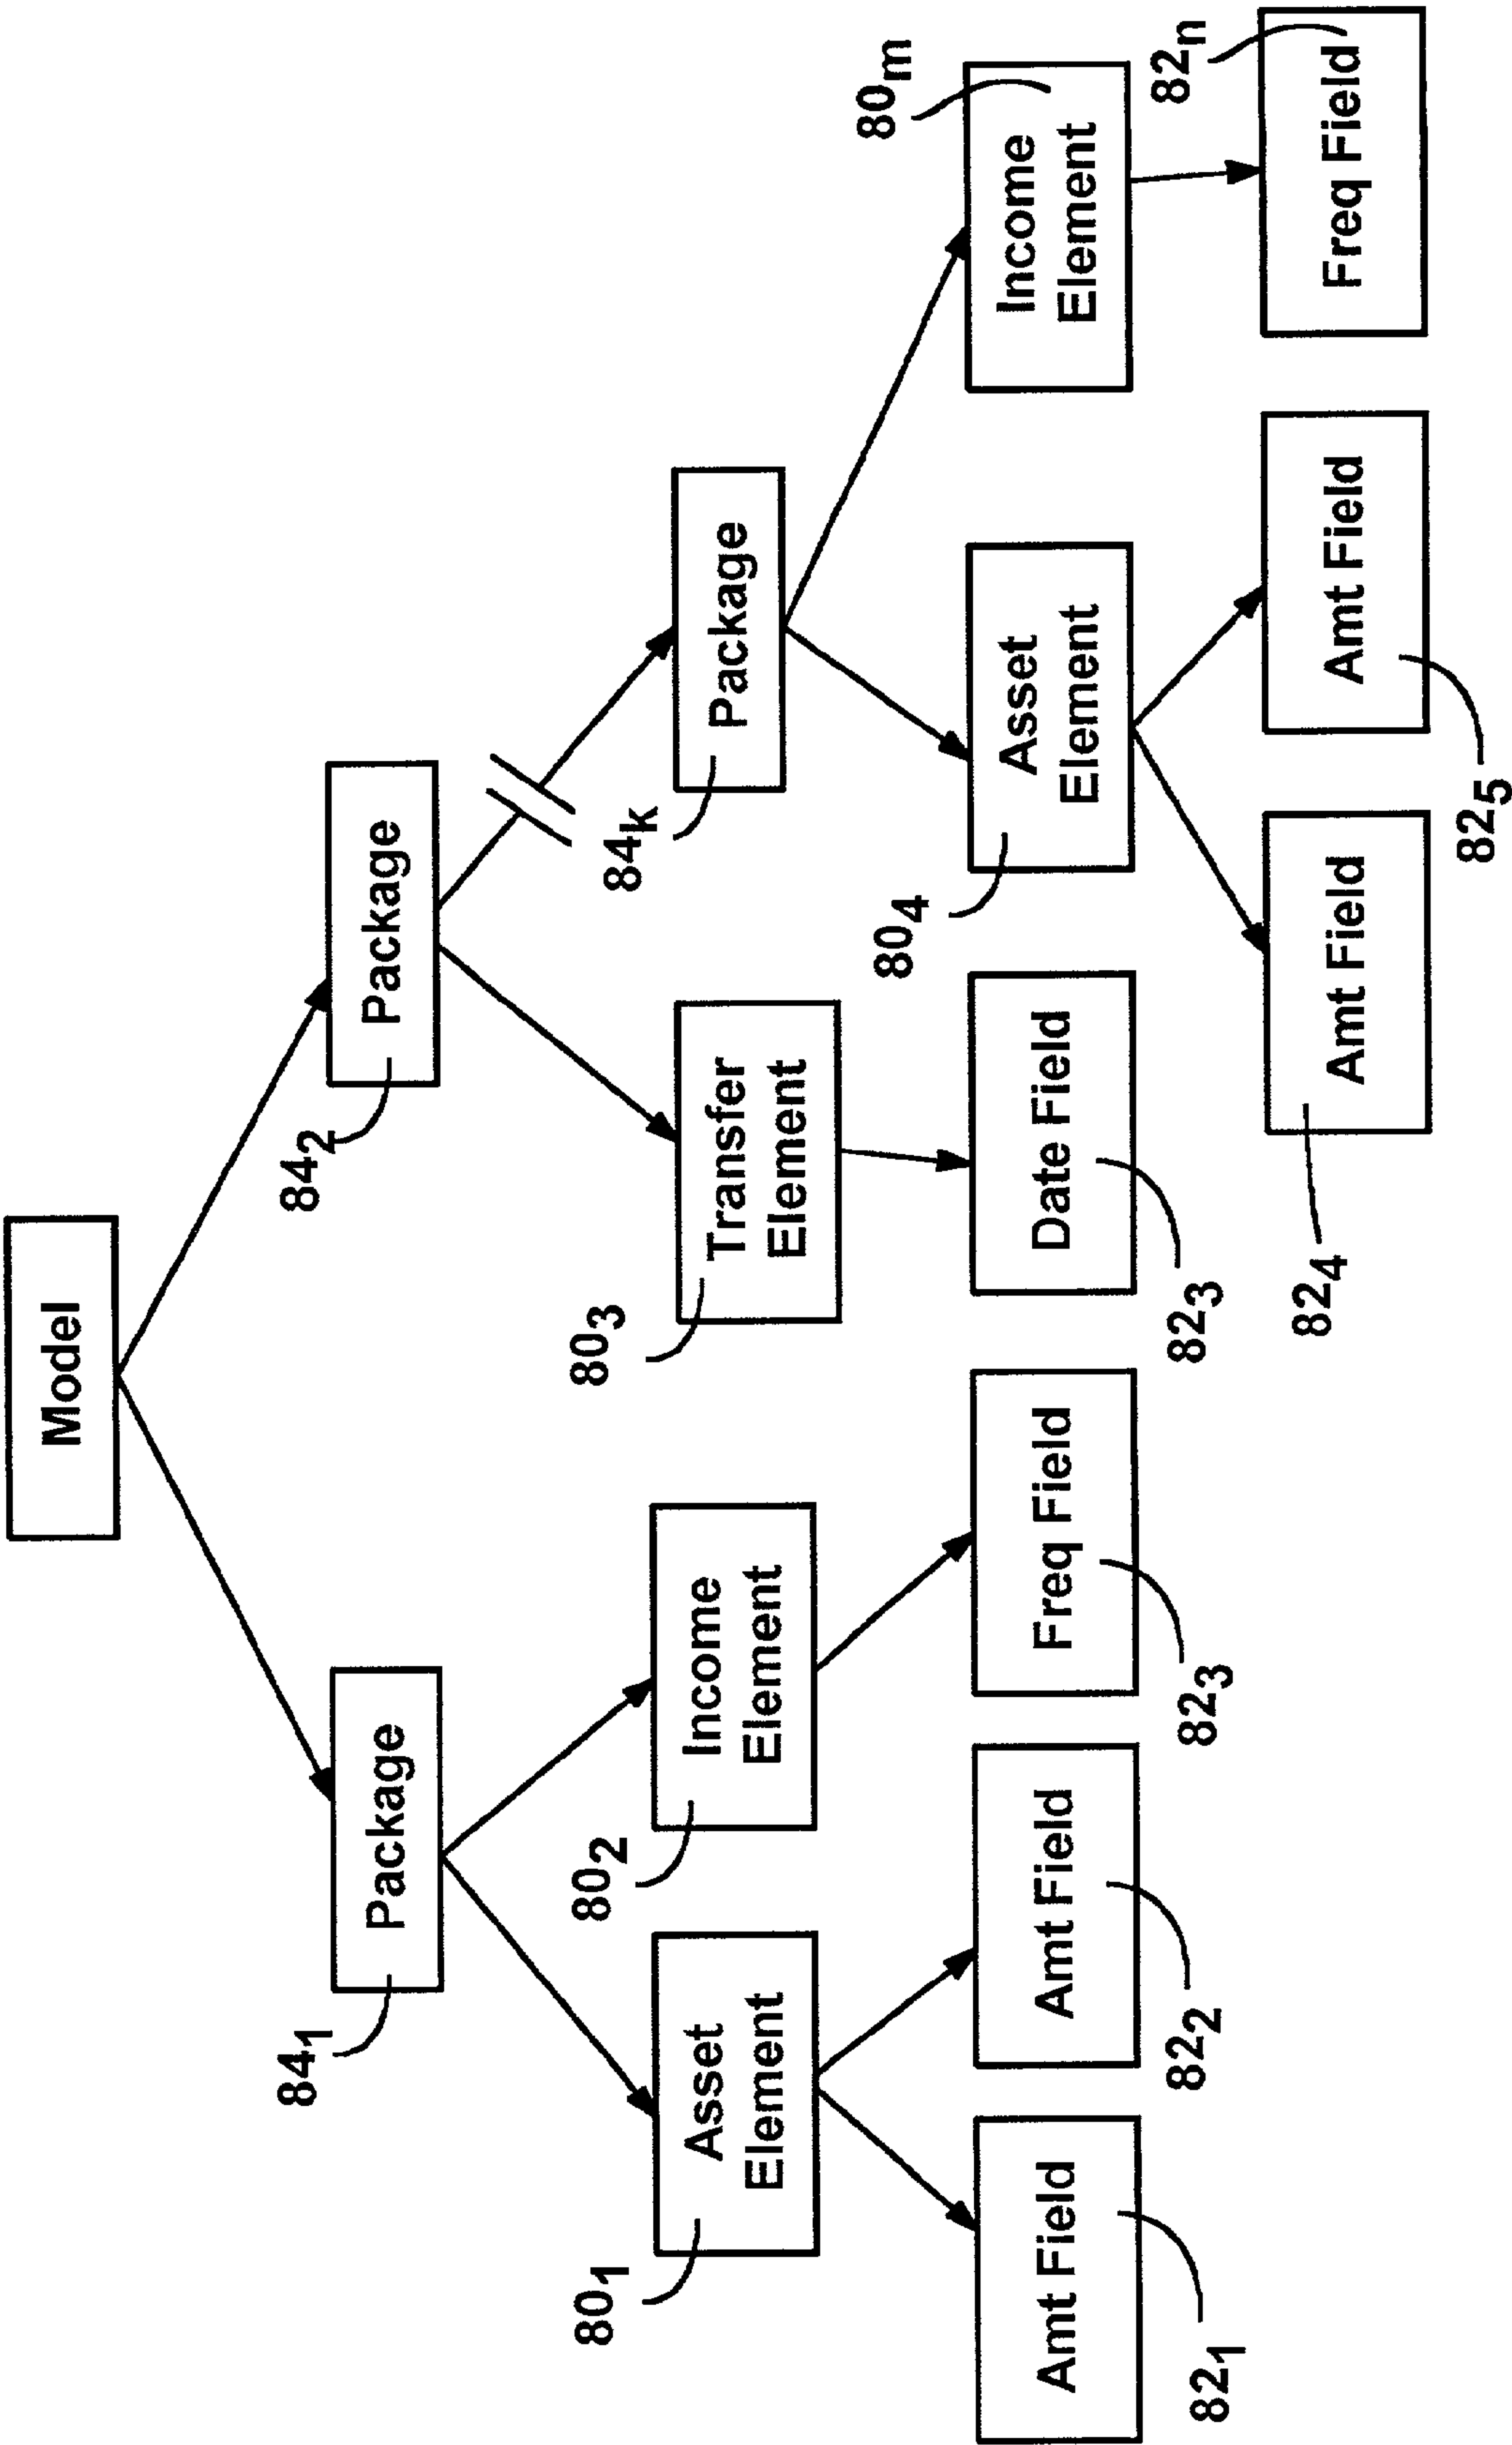 Model
84₁
Package
84₂
Package
80₁
Asset
Element
80₂
Income
Element
80₃
Transfer
Element
84ₖ
Package
82₁
Amt Field
82₂
Amt Field
82₃
Freq Field
82₃
Date Field
80₄
Asset
Element
80ₘ
Income
Element
82₄
Amt Field
82₅
Amt Field
82ₙ
Freq Field